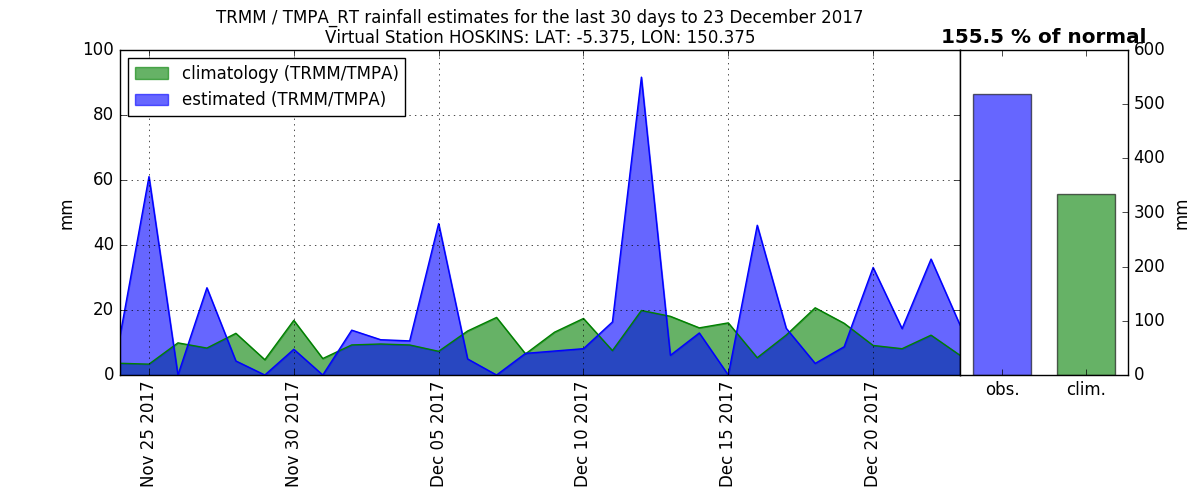 TRMM / TMPA_RT rainfall estimates for the last 30 days to 23 December 2017
Virtual Station HOSKINS: LAT: -5.375, LON: 150.375
155.5 % of normal
climatology (TRMM/TMPA)
estimated (TRMM/TMPA)
100
80
60
40
20
0
mm
600
500
400
300
200
100
0
mm
Nov 25 2017
Nov 30 2017
Dec 05 2017
Dec 10 2017
Dec 15 2017
Dec 20 2017
obs.
clim.